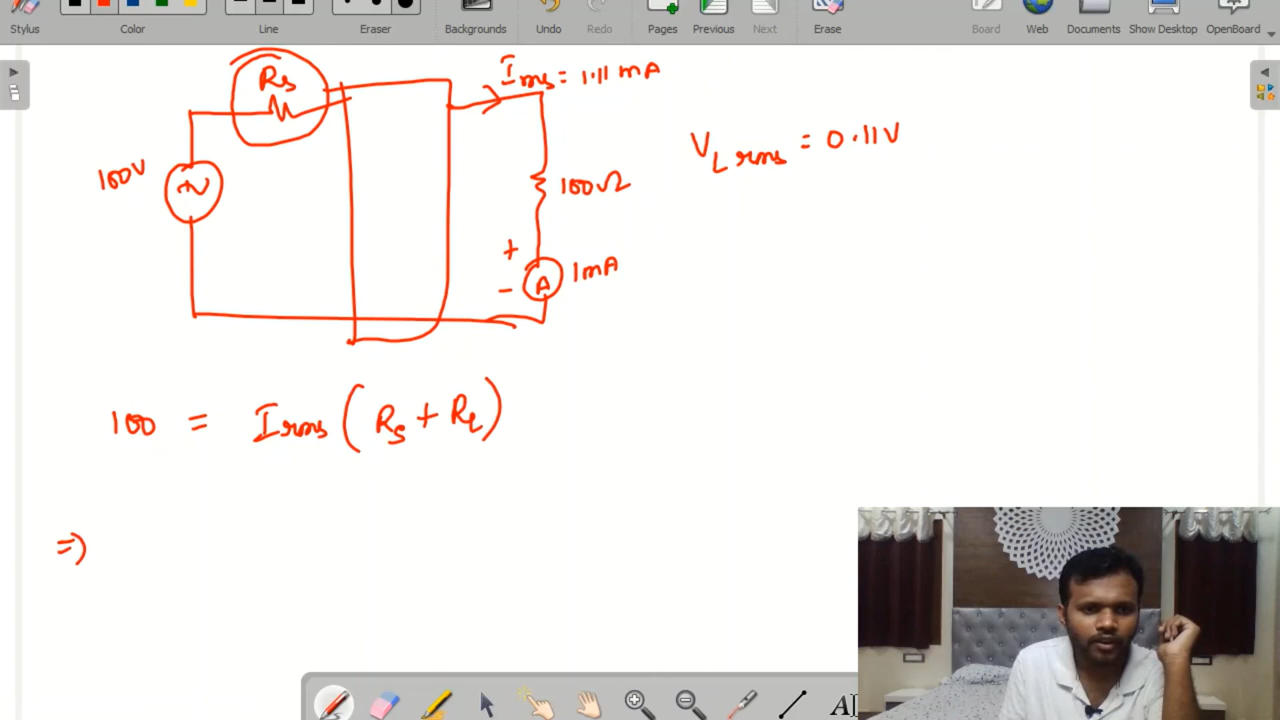 Stylus
Color
Line
Eraser
Backgrounds
Undo
Redo
Pages
Previous
Next
Erase
Board
Web
Documents
Show Desktop
OpenBoard
Rs
Irms = 1.11 mA
100V
VL rms = 0.11V
100Ω
+
A
1mA
-
100 = Irms (Rs + RL)
⇒
A